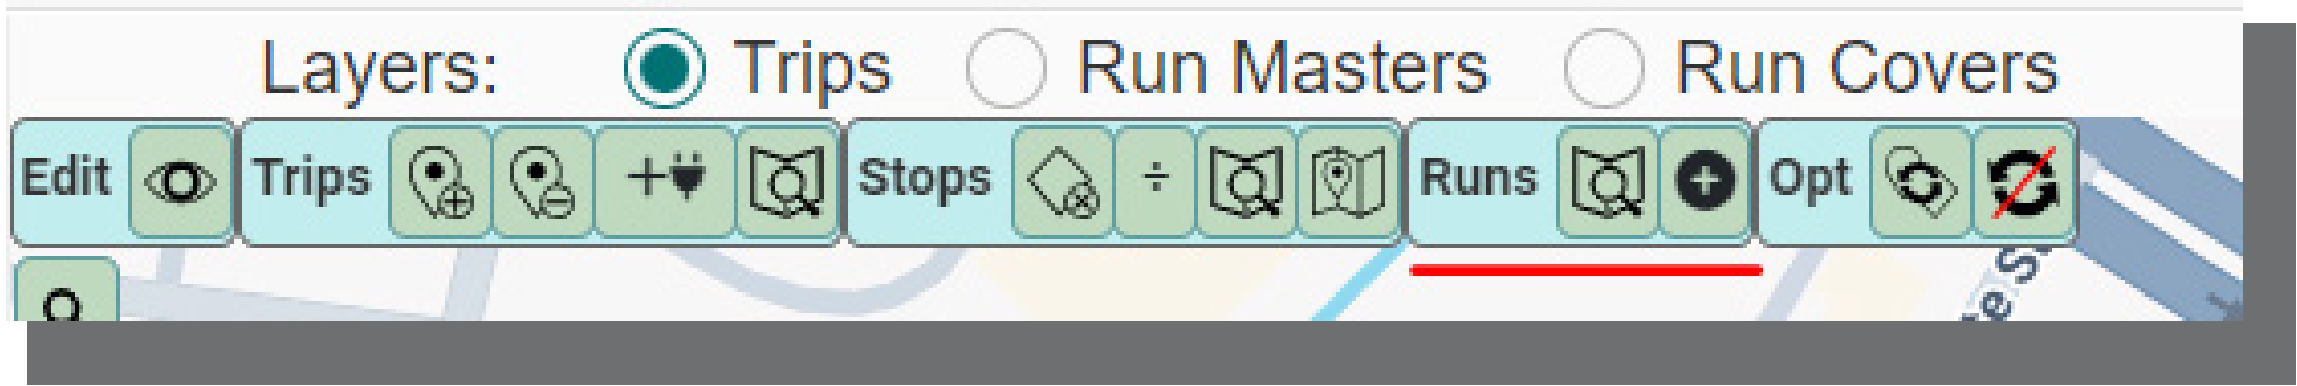 Layers: Trips Run Masters Run Covers
Edit Trips + Stops ÷ Runs Opt